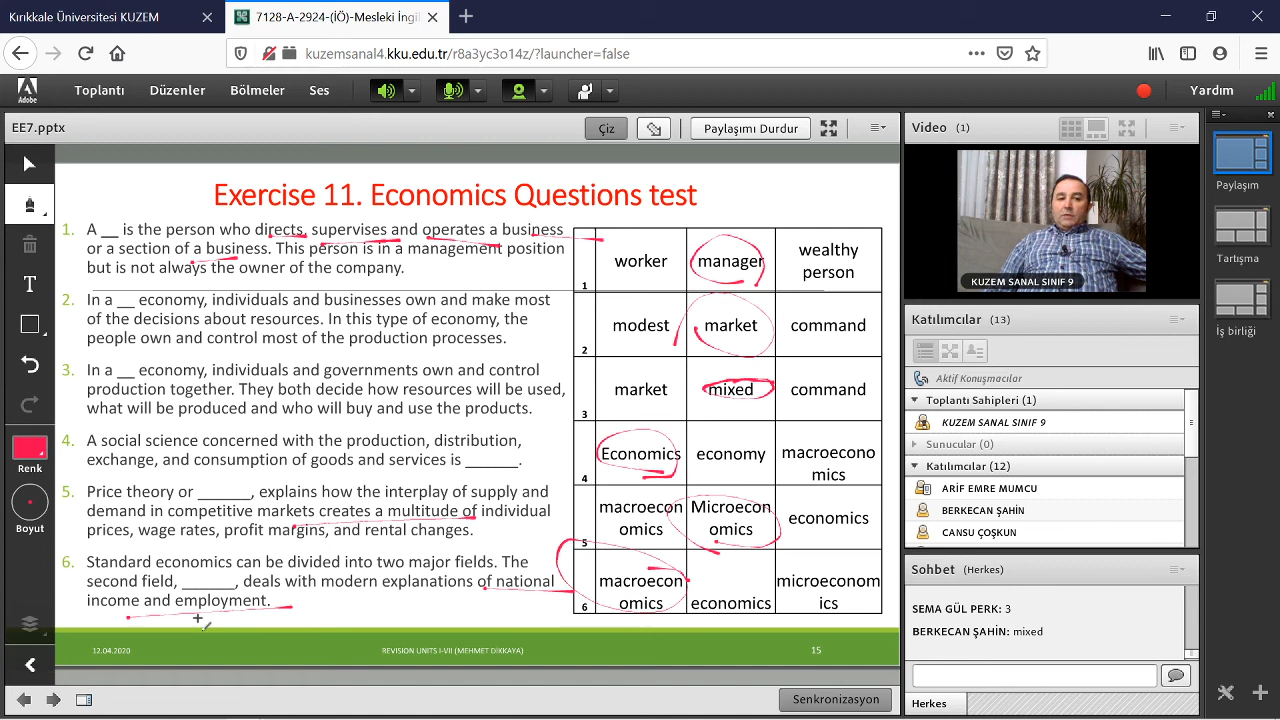 Kırıkkale Üniversitesi KUZEM
7128-A-2924-(İÖ)-Mesleki İngil
kuzemsanal4.kku.edu.tr/r8a3yc3o14z/?launcher=false
Adobe
Toplantı
Düzenler
Bölmeler
Ses
Yardım
EE7.pptx
Çiz
Paylaşımı Durdur
Renk
Boyut
Exercise 11. Economics Questions test
1. A __ is the person who directs, supervises and operates a business
or a section of a business. This person is in a management position
but is not always the owner of the company.
2. In a __ economy, individuals and businesses own and make most
of the decisions about resources. In this type of economy, the
people own and control most of the production processes.
3. In a __ economy, individuals and governments own and control
production together. They both decide how resources will be used,
what will be produced and who will buy and use the products.
4. A social science concerned with the production, distribution,
exchange, and consumption of goods and services is ______.
5. Price theory or ______, explains how the interplay of supply and
demand in competitive markets creates a multitude of individual
prices, wage rates, profit margins, and rental changes.
6. Standard economics can be divided into two major fields. The
second field, ______, deals with modern explanations of national
income and employment.
1 worker manager wealthy
person
2 modest market command
3 market mixed command
4 Economics economy macroecono
mics
5 macroecon Microecon economics
omics omics
6 macroecon economics microeconom
omics ics
12.04.2020
REVISION UNITS I-VII (MEHMET DİKKAYA)
15
Senkronizasyon
Video (1)
KUZEM SANAL SINIF 9
Katılımcılar (13)
Aktif Konuşmacılar
Toplantı Sahipleri (1)
KUZEM SANAL SINIF 9
Sunucular (0)
Katılımcılar (12)
ARİF EMRE MUMCU
BERKECAN ŞAHİN
CANSU ÇOŞKUN
Sohbet (Herkes)
SEMA GÜL PERK: 3
BERKECAN ŞAHİN: mixed
Herkes
Paylaşım
Tartışma
İş birliği